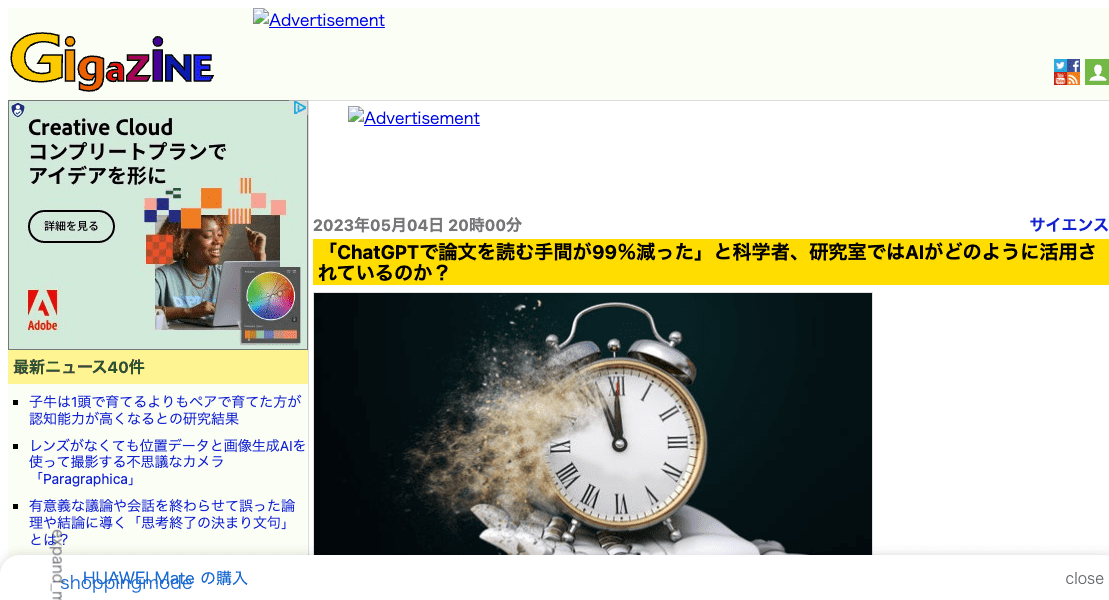 Advertisement
GigaZiNE
Creative Cloud
コンプリートプランで
アイデアを形に
詳細を見る
Adobe
Advertisement
2023年05月04日 20時00分
サイエンス
「ChatGPTで論文を読む手間が99％減った」と科学者、研究室ではAIがどのように活用さ
れているのか？
最新ニュース40件
子牛は1頭で育てるよりもペアで育てた方が
認知能力が高くなるとの研究結果
レンズがなくても位置データと画像生成AIを
使って撮影する不思議なカメラ
「Paragraphica」
有意義な議論や会話を終わらせて誤った論
理や結論に導く「思考終了の決まり文句」
とは？
expand_m
HUAWEI Mate の購入
shoppingmode
close